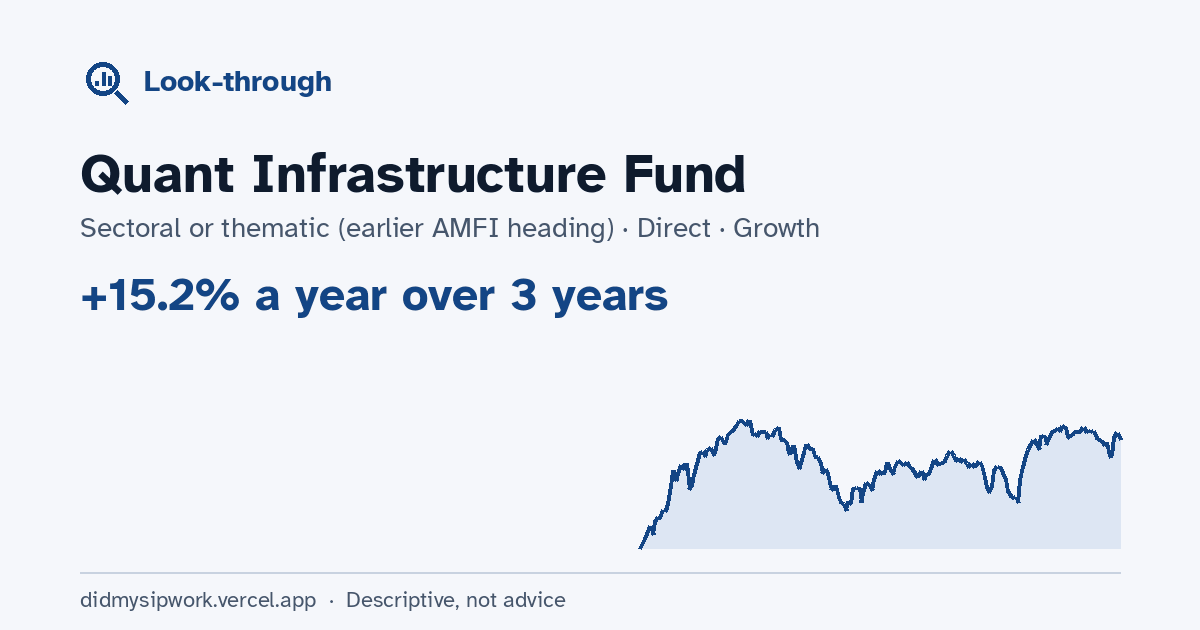 Look-through
Quant Infrastructure Fund
Sectoral or thematic (earlier AMFI heading) · Direct · Growth
+15.2% a year over 3 years
didmysipwork.vercel.app · Descriptive, not advice